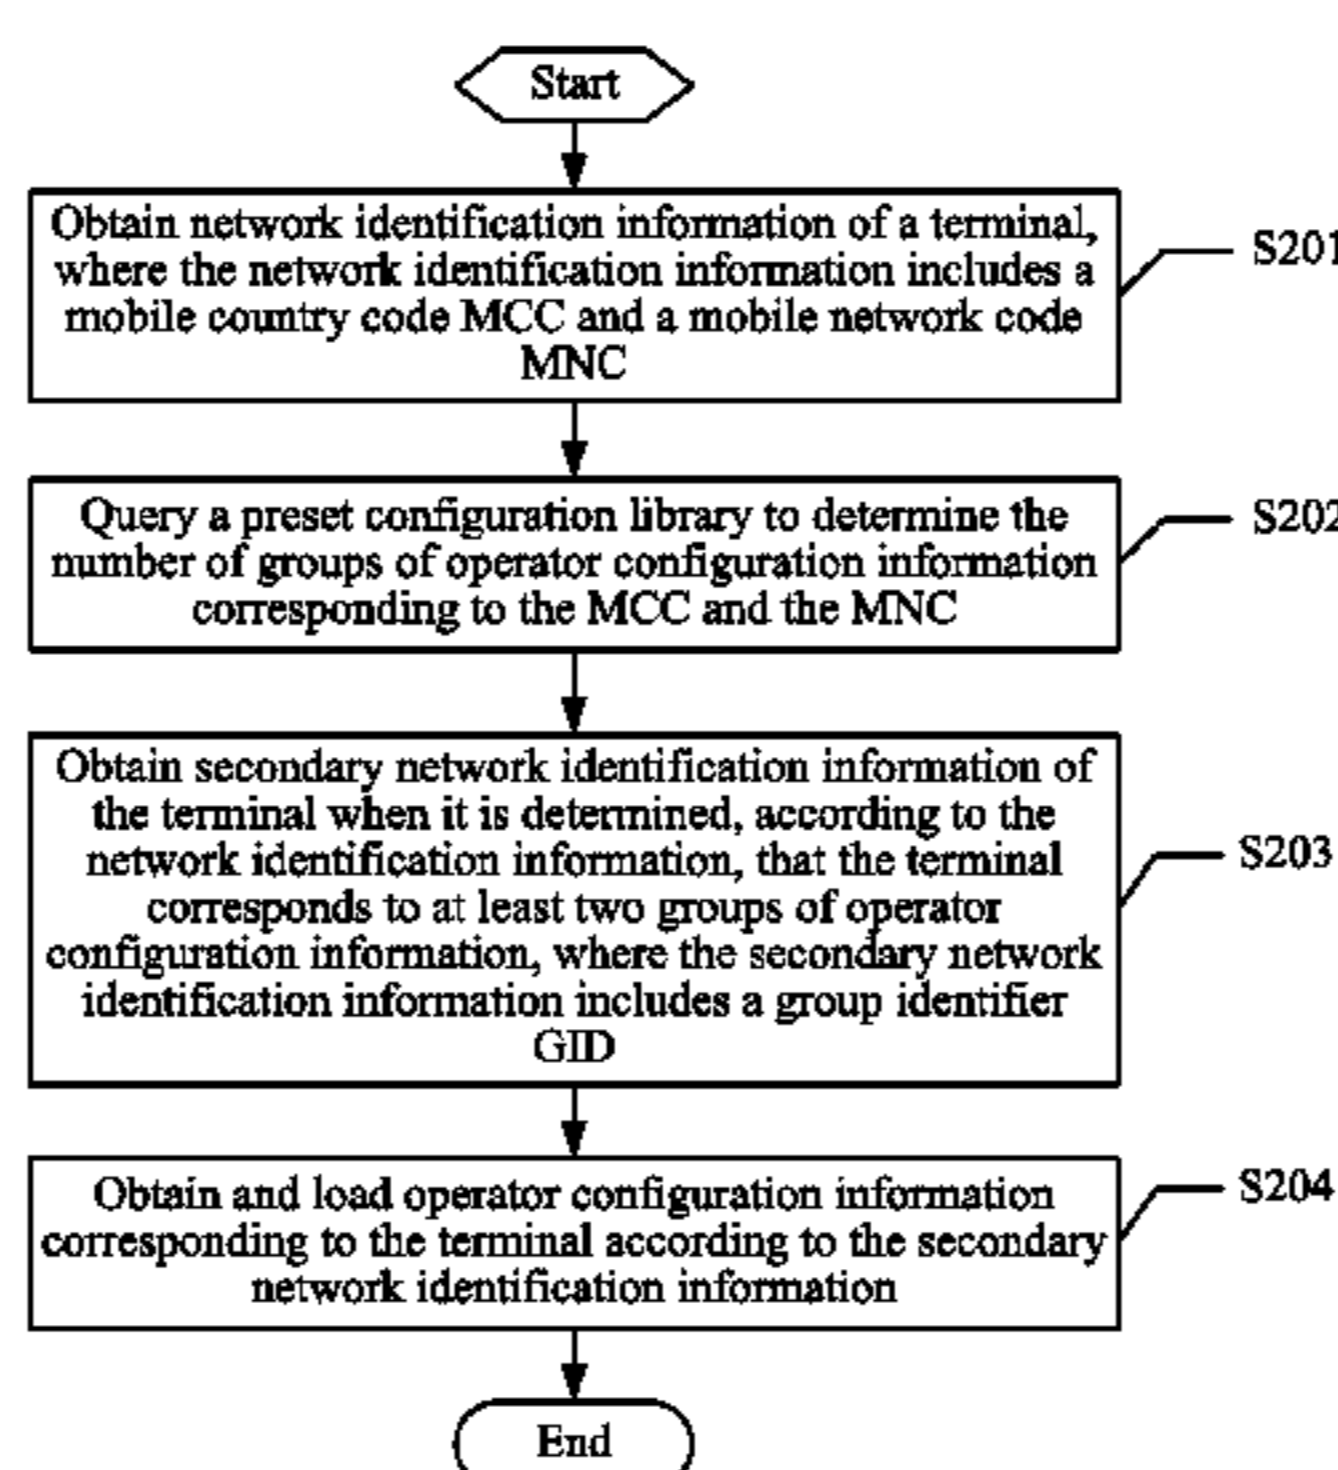 Start
Obtain network identification information of a terminal,
where the network identification information includes a
mobile country code MCC and a mobile network code
MNC
S201
Query a preset configuration library to determine the
number of groups of operator configuration information
corresponding to the MCC and the MNC
S202
Obtain secondary network identification information of
the terminal when it is determined, according to the
network identification information, that the terminal
corresponds to at least two groups of operator
configuration information, where the secondary network
identification information includes a group identifier
GID
S203
Obtain and load operator configuration information
corresponding to the terminal according to the secondary
network identification information
S204
End